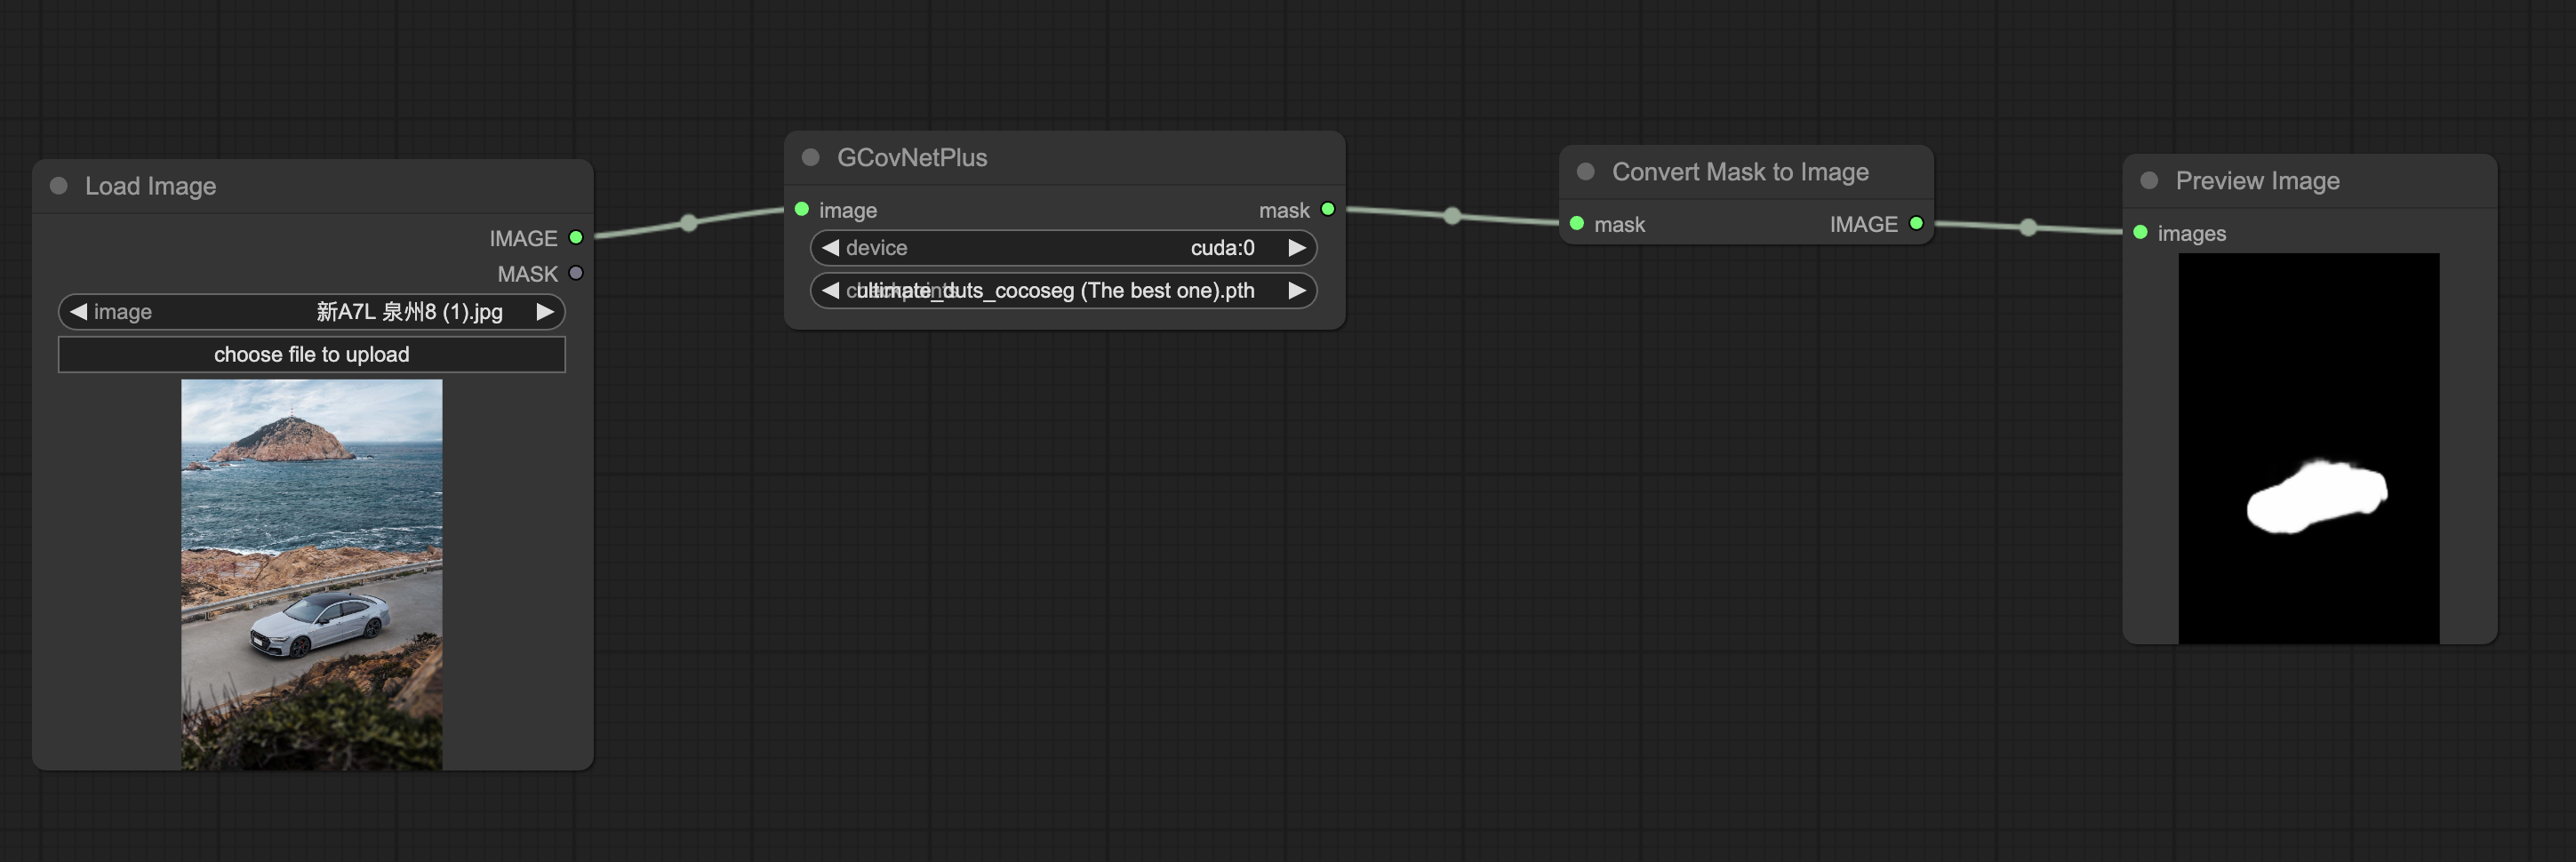 Load Image
IMAGE
MASK
image 新A7L 泉州8 (1).jpg
choose file to upload
GCovNetPlus
image mask
device cuda:0
checkpoints ultimate_duts_cocoseg (The best one).pth
Convert Mask to Image
mask IMAGE
Preview Image
images